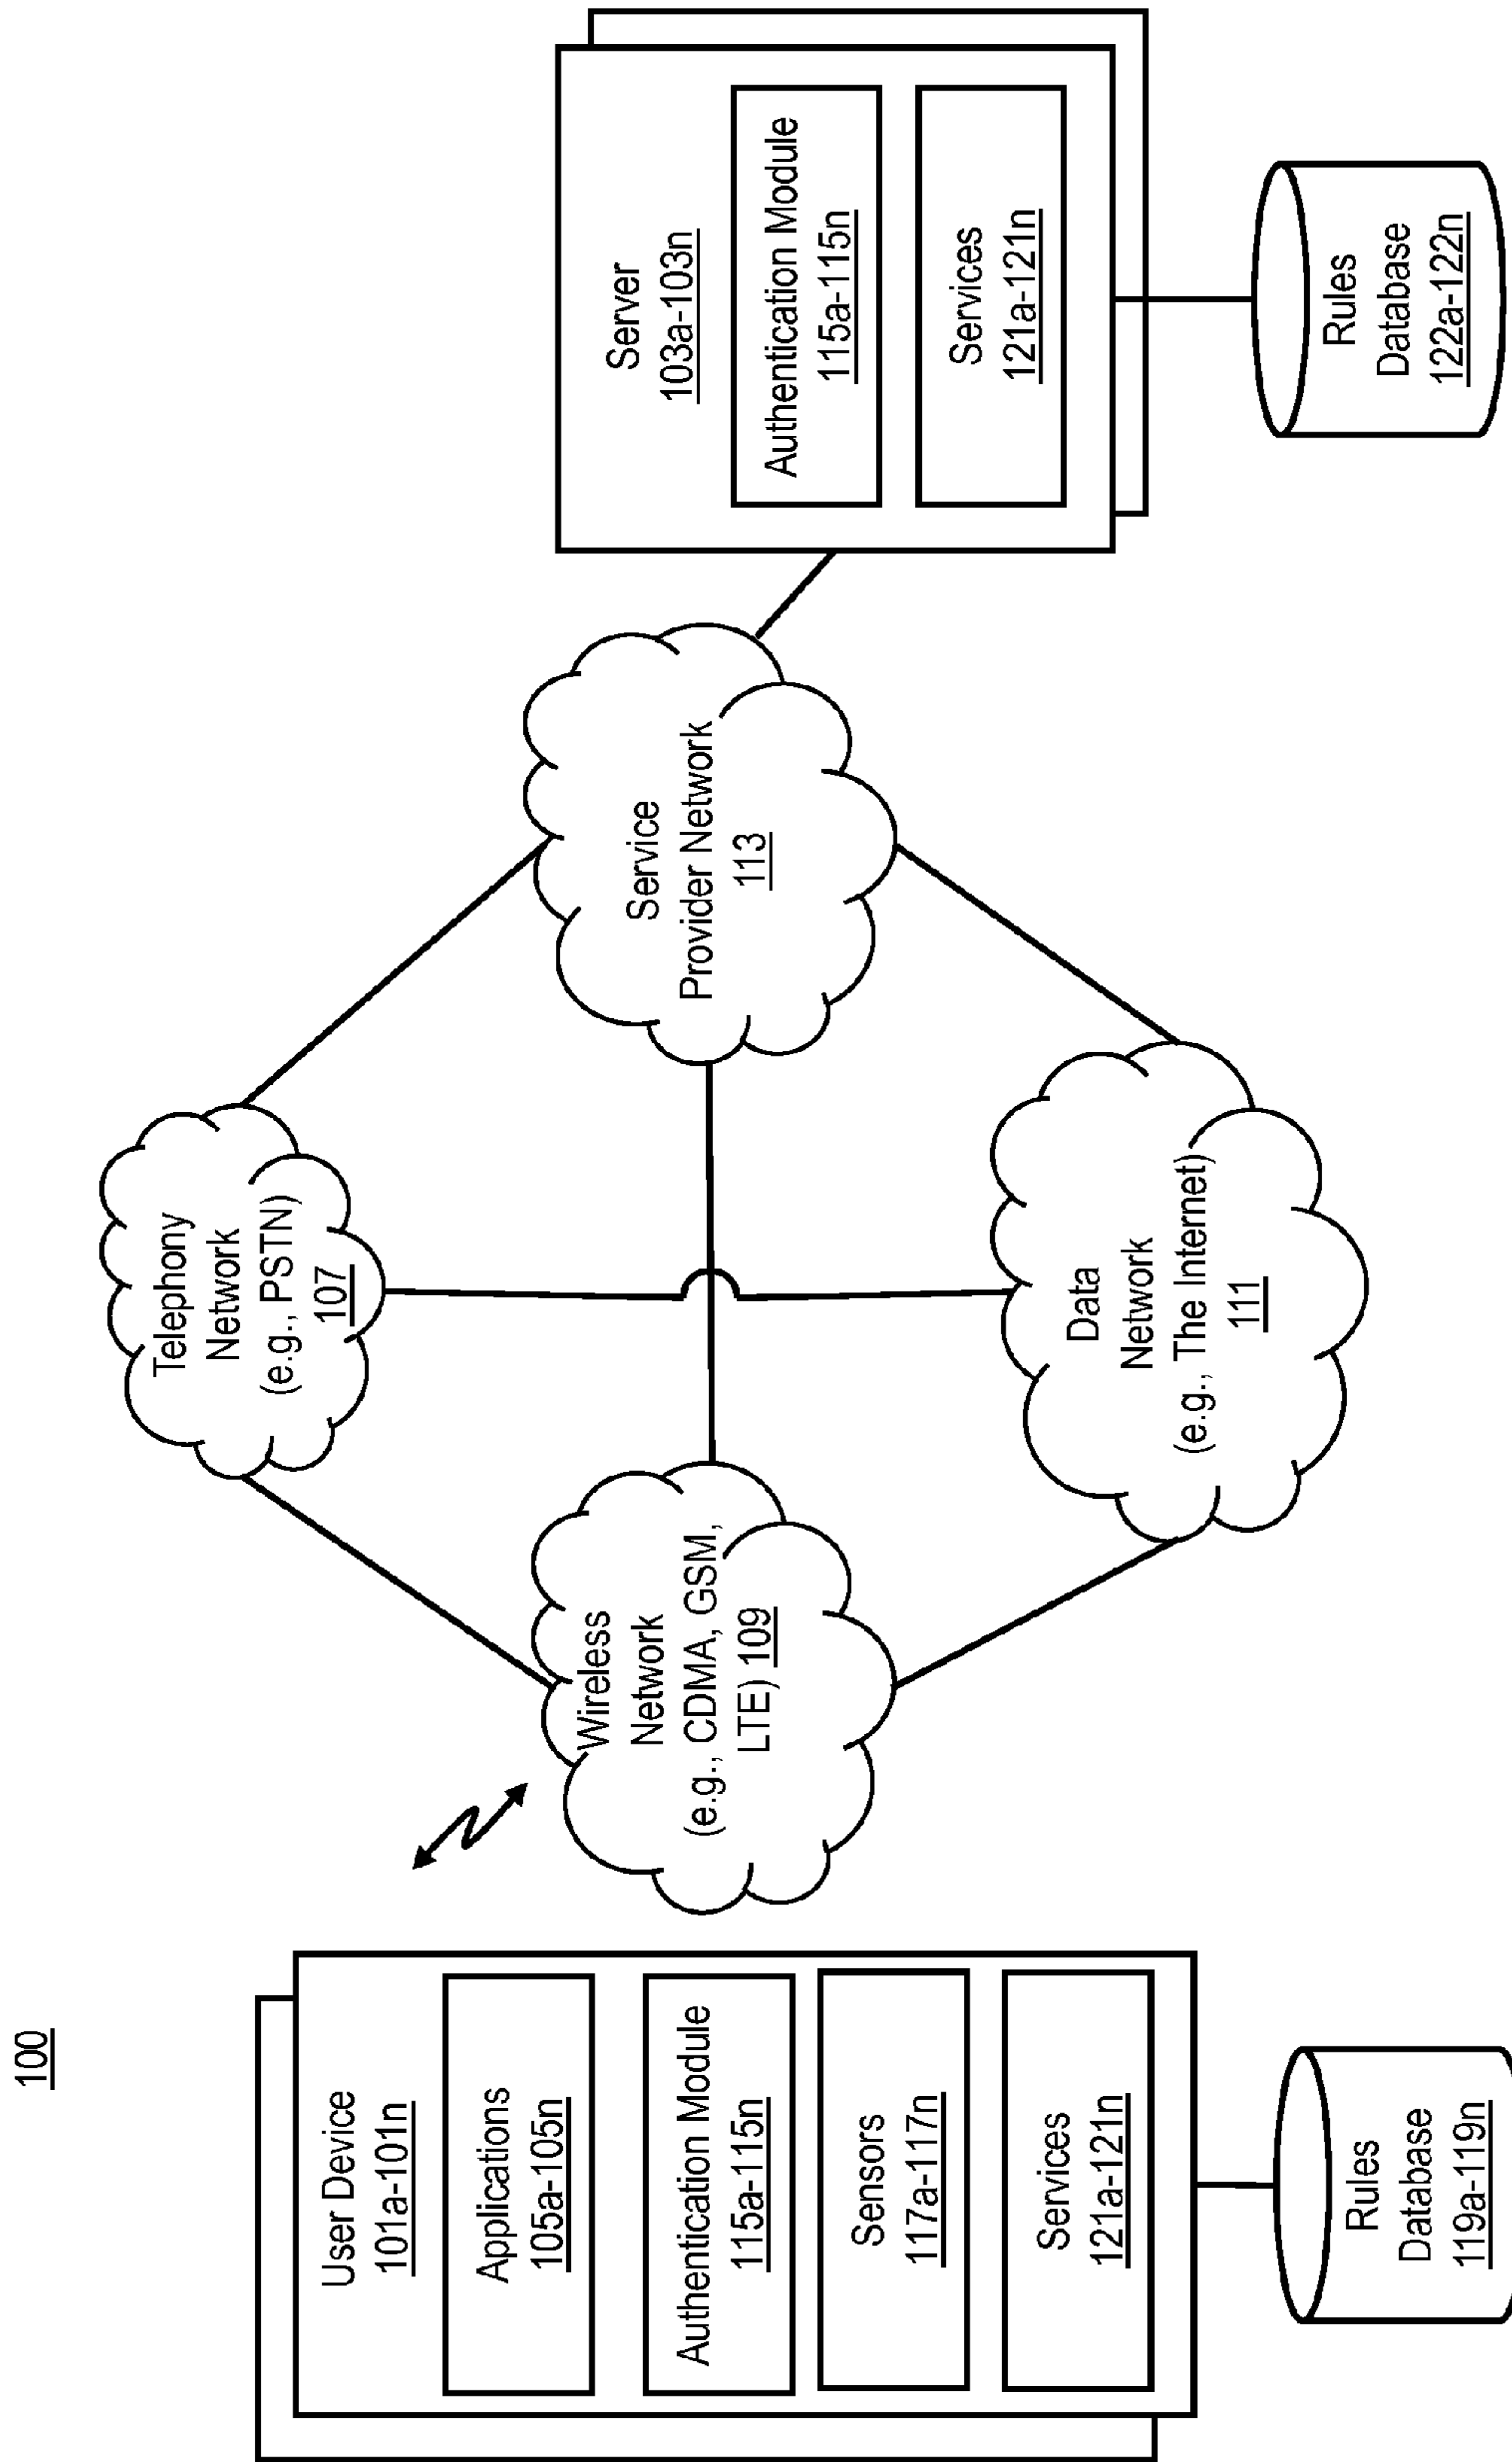 100
User Device
101a-101n
Applications
105a-105n
Authentication Module
115a-115n
Sensors
117a-117n
Services
121a-121n
Rules
Database
119a-119n
Telephony
Network
(e.g., PSTN)
107
Wireless
Network
(e.g., CDMA, GSM,
LTE) 109
Service
Provider Network
113
Data
Network
(e.g., The Internet)
111
Server
103a-103n
Authentication Module
115a-115n
Services
121a-121n
Rules
Database
122a-122n